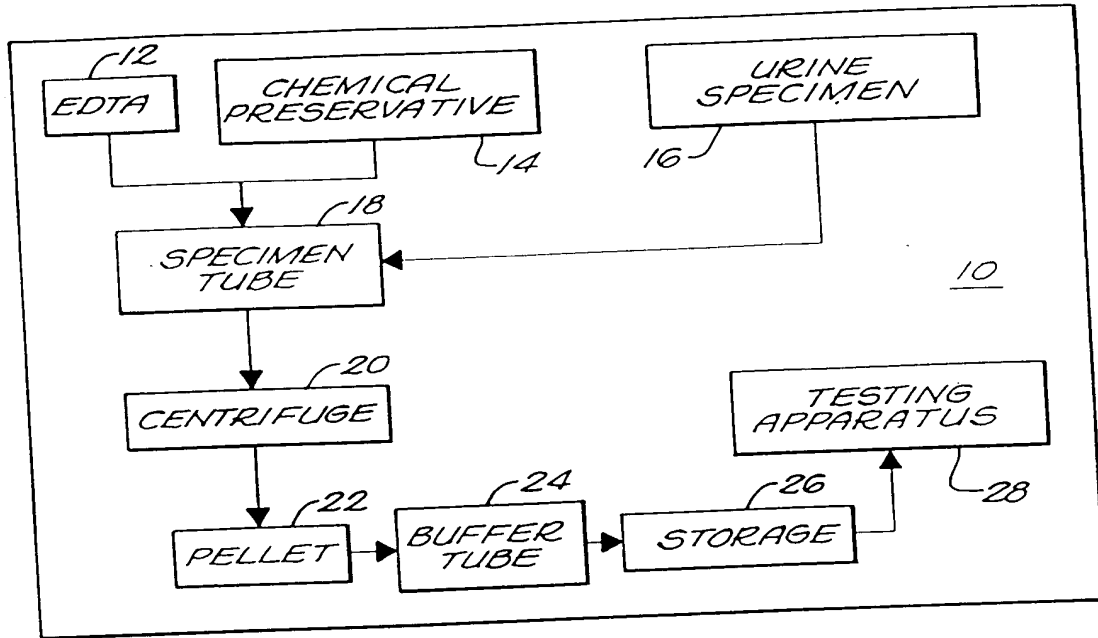 12
EDTA
CHEMICAL
PRESERVATIVE
14
URINE
SPECIMEN
16
18
SPECIMEN
TUBE
10
20
CENTRIFUGE
TESTING
APPARATUS
28
22
PELLET
24
BUFFER
TUBE
26
STORAGE